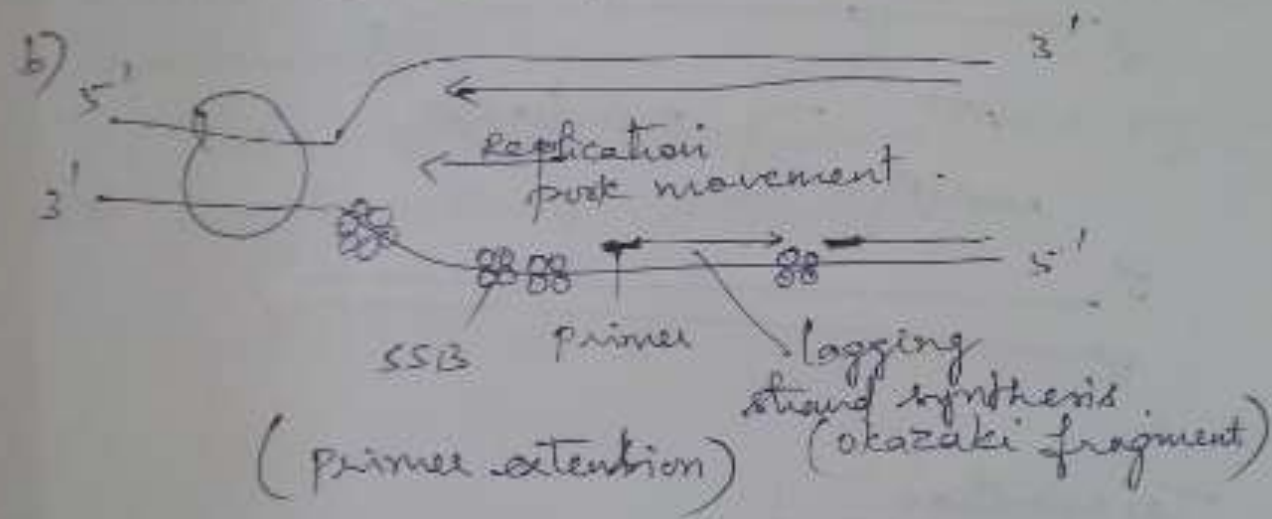 b)
5'
3'
3'
Replication
fork movement.
5'
SSB
primer
lagging
strand synthesis
(okazaki fragment)
(primer extension)